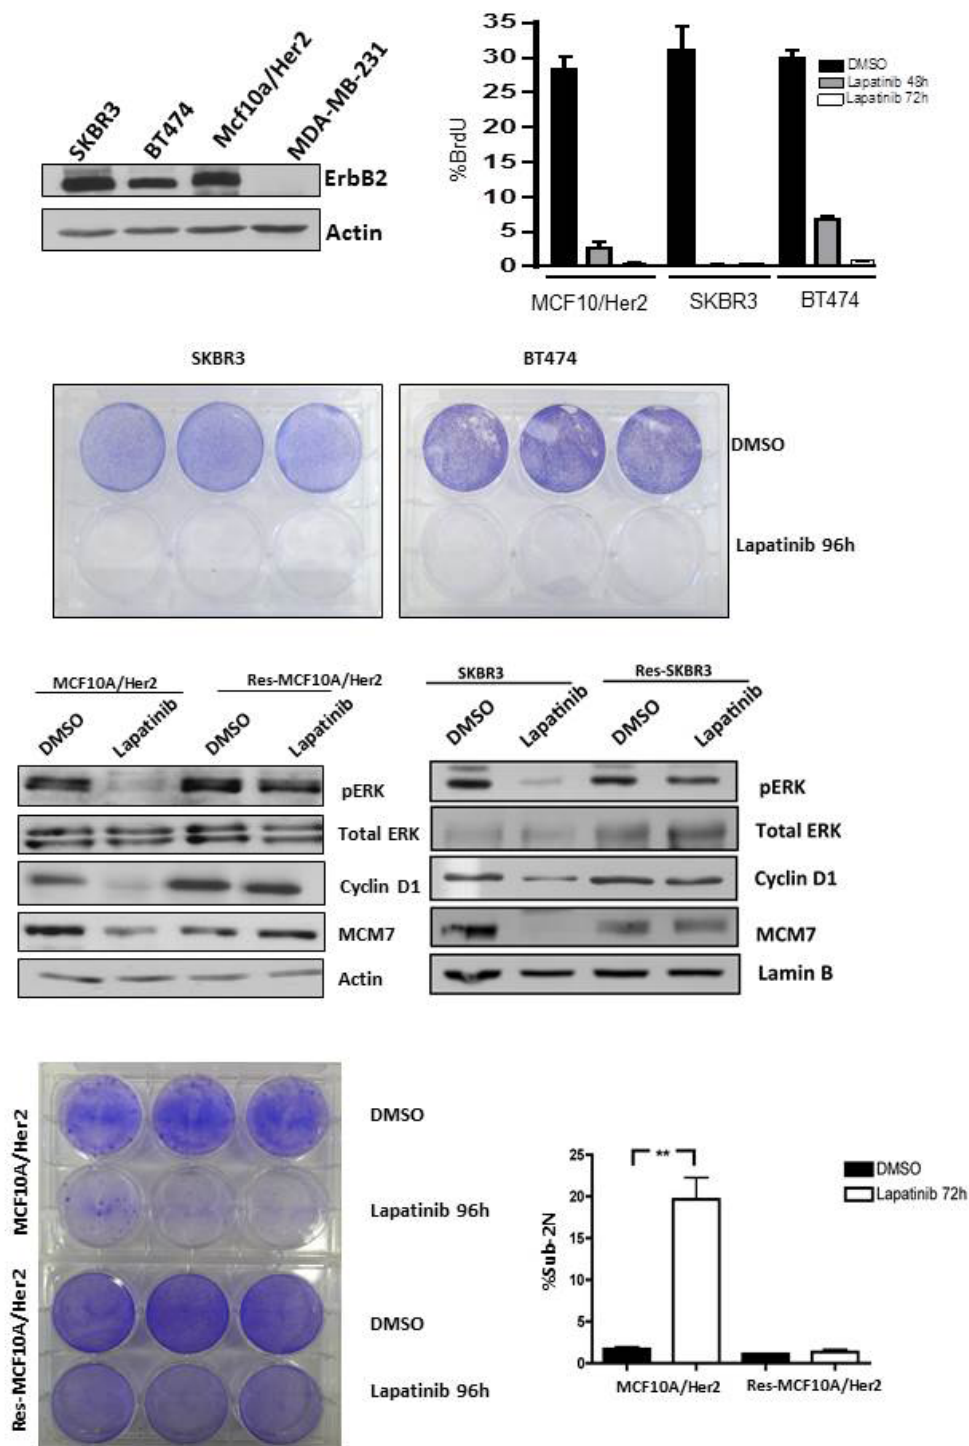 SKBR3
BT474
Mcf10a/Her2
MDA-MB-231
ErbB2
Actin
%BrdU
35
30
25
20
15
10
5
0
DMSO
Lapatinib 48h
Lapatinib 72h
MCF10/Her2 SKBR3 BT474
SKBR3 BT474
DMSO
Lapatinib 96h
MCF10A/Her2 Res-MCF10A/Her2
DMSO Lapatinib DMSO Lapatinib
pERK
Total ERK
Cyclin D1
MCM7
Actin
SKBR3 Res-SKBR3
DMSO Lapatinib DMSO Lapatinib
pERK
Total ERK
Cyclin D1
MCM7
Lamin B
MCF10A/Her2
DMSO
Lapatinib 96h
Res-MCF10A/Her2
DMSO
Lapatinib 96h
%Sub-2N
25
20
15
10
5
0
**
DMSO
Lapatinib 72h
MCF10A/Her2 Res-MCF10A/Her2